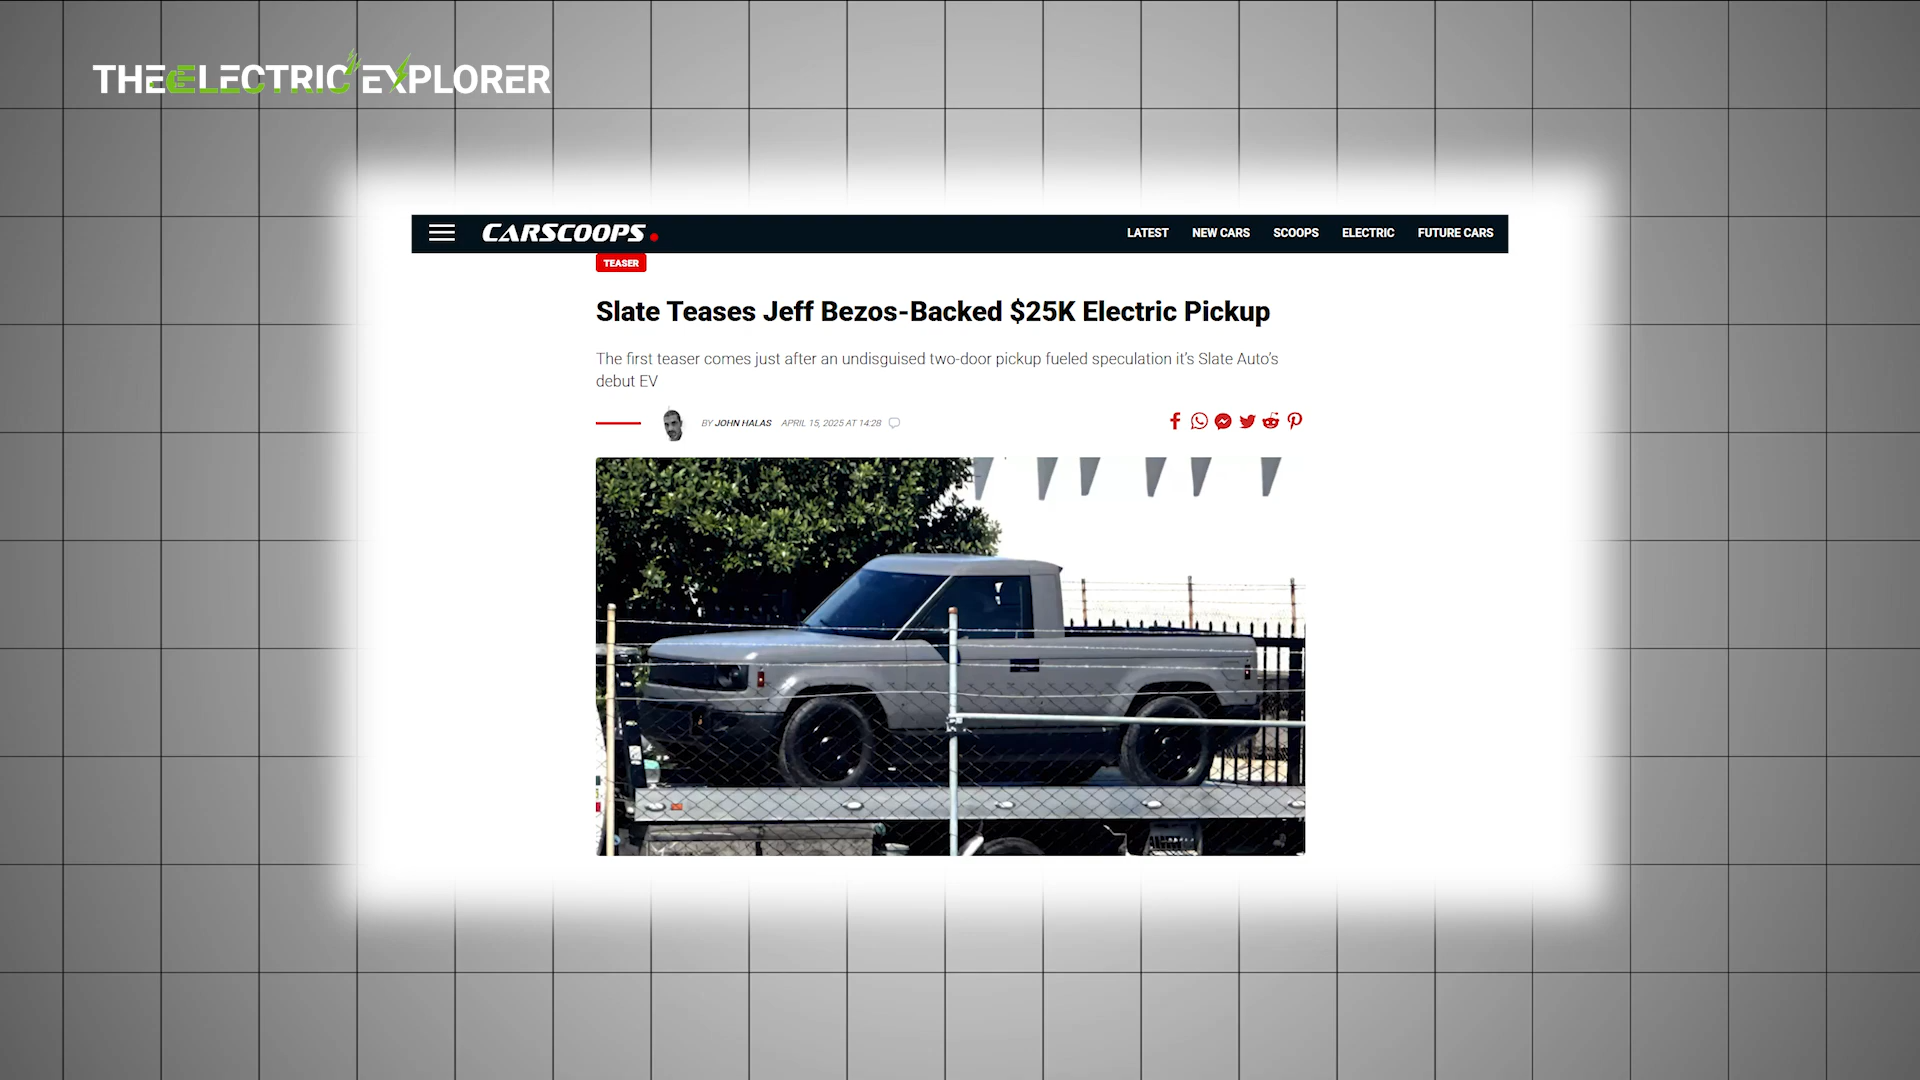 THE ELECTRIC EXPLORER
CARSCOOPS
LATEST NEW CARS SCOOPS ELECTRIC FUTURE CARS
TEASER
Slate Teases Jeff Bezos-Backed $25K Electric Pickup
The first teaser comes just after an undisguised two-door pickup fueled speculation it's Slate Auto's
debut EV
BY JOHN HALAS APRIL 15, 2025 AT 14:28